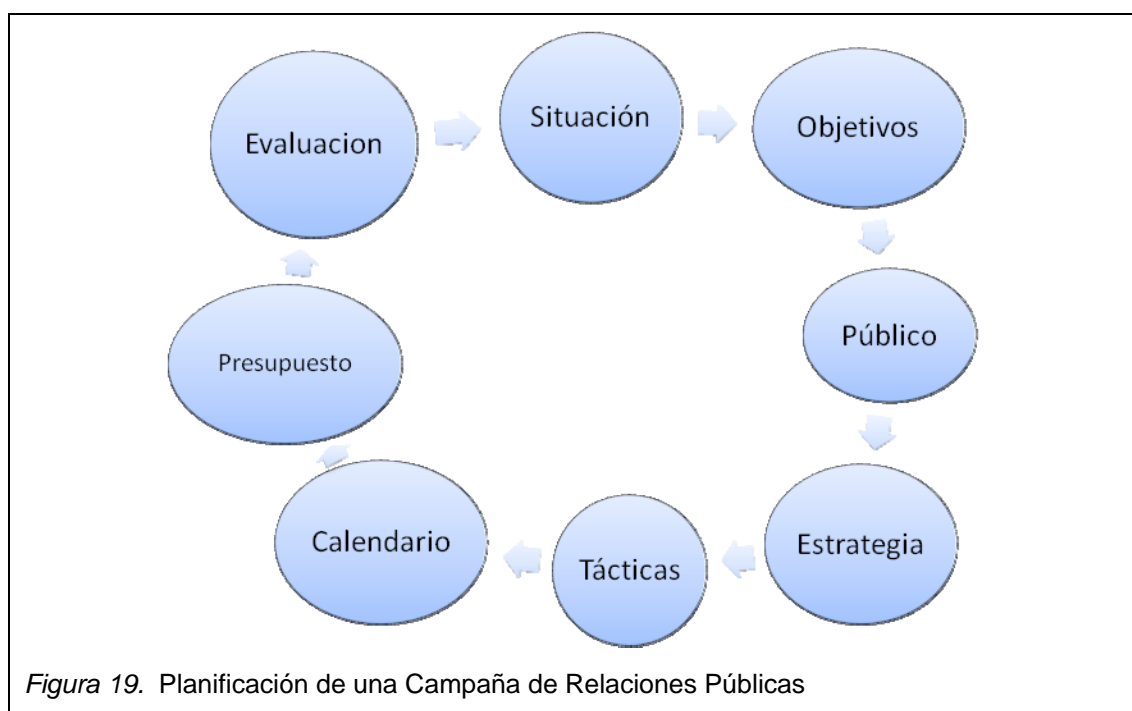 Situación
Objetivos
Público
Estrategia
Tácticas
Calendario
Presupuesto
Evaluacion
Figura 19. Planificación de una Campaña de Relaciones Públicas